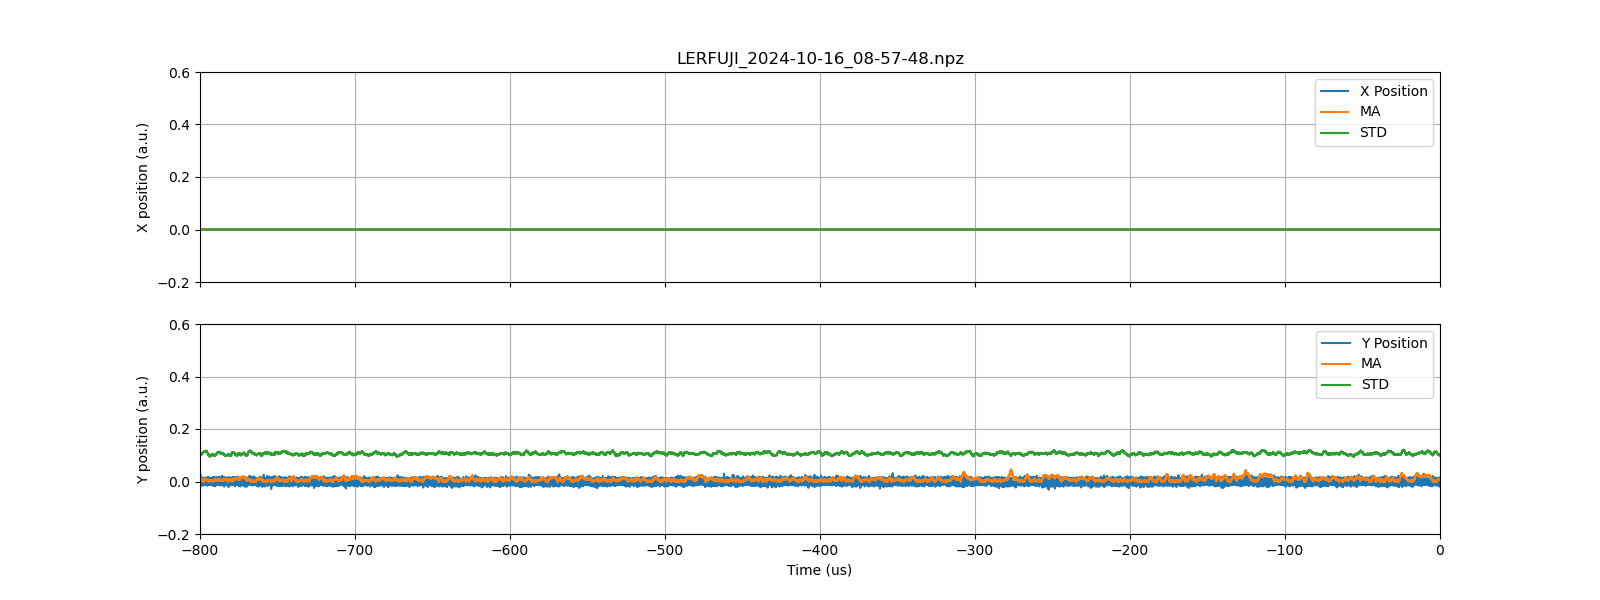 LERFUJI_2024-10-16_08-57-48.npz
0.6
0.4
0.2
0.0
−0.2
X position (a.u.)
X Position
MA
STD
0.6
0.4
0.2
0.0
−0.2
Y position (a.u.)
Y Position
MA
STD
−800 −700 −600 −500 −400 −300 −200 −100 0
Time (us)